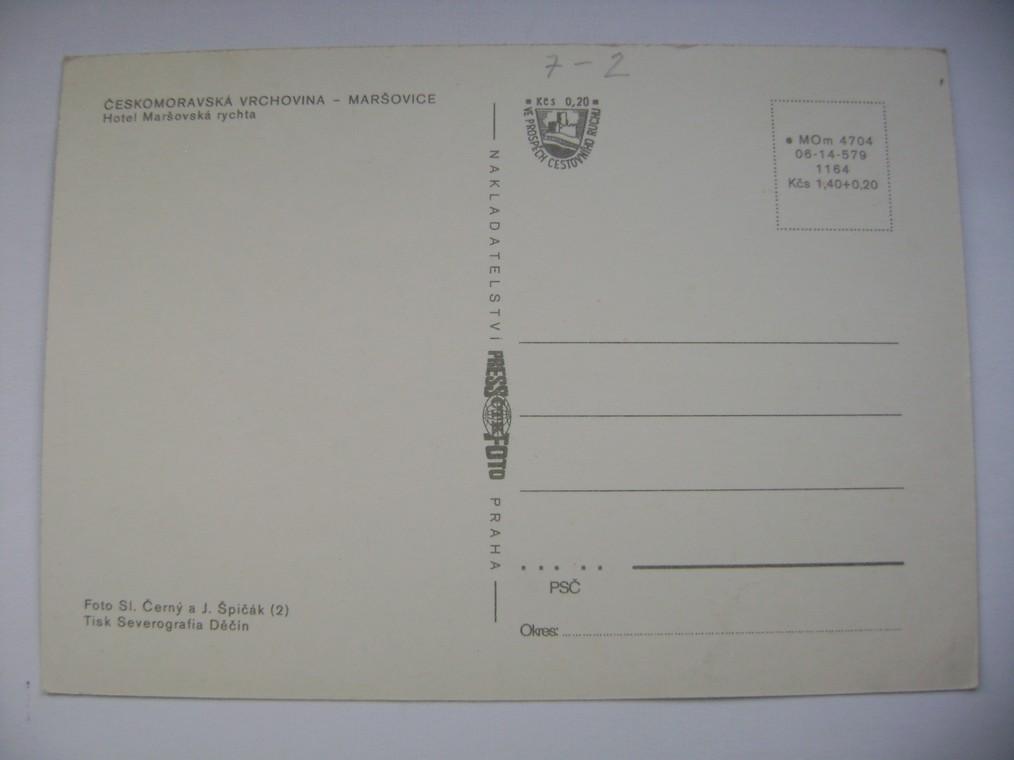 7 - 2
ČESKOMORAVSKÁ VRCHOVINA - MARŠOVICE
Hotel Maršovská rychta
Kčs 0,20
VE PROSPĚCH CESTOVNÍHO RUCHU
MOm 4704
06-14-579
1164
Kčs 1,40+0,20
NAKLADATELSTVÍ PRESSFOTO PRAHA
ČTK
PSČ
Okres:
Foto Sl. Černý a J. Špičák (2)
Tisk Severografia Děčín